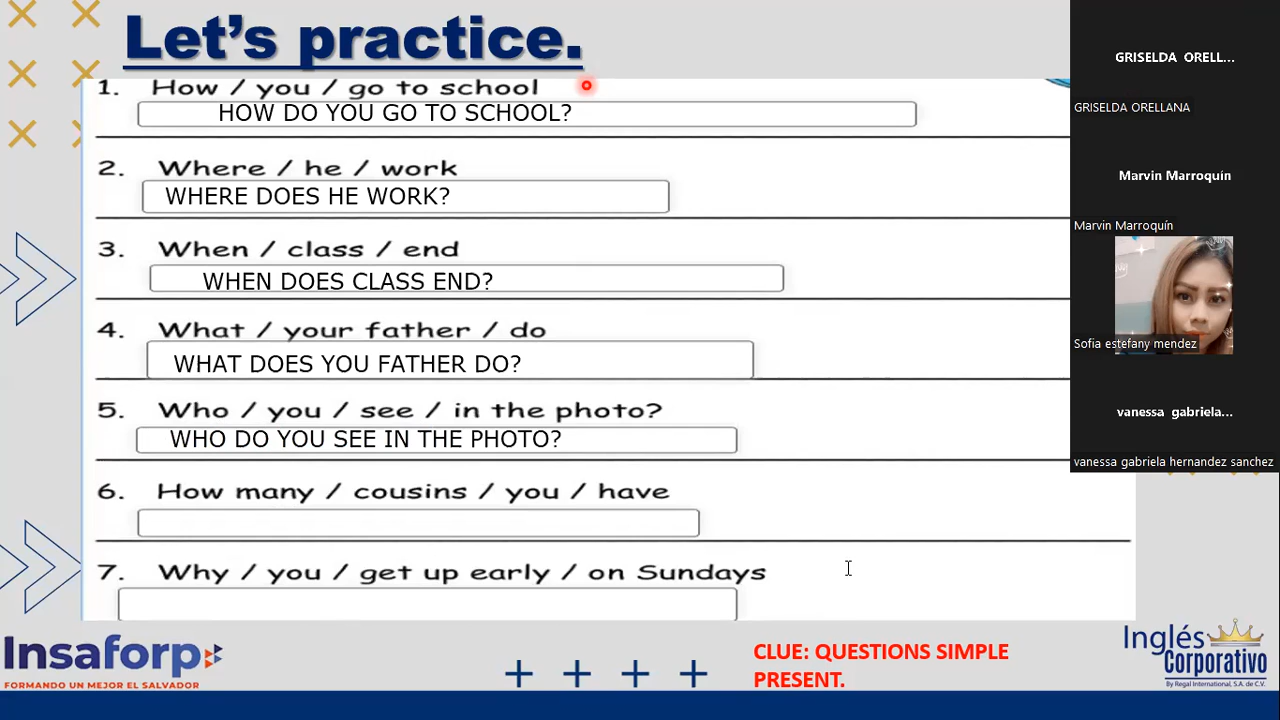 Let's practice.
1. How / you / go to school
HOW DO YOU GO TO SCHOOL?
2. Where / he / work
WHERE DOES HE WORK?
3. When / class / end
WHEN DOES CLASS END?
4. What / your father / do
WHAT DOES YOU FATHER DO?
5. Who / you / see / in the photo?
WHO DO YOU SEE IN THE PHOTO?
6. How many / cousins / you / have
7. Why / you / get up early / on Sundays
GRISELDA ORELL...
GRISELDA ORELLANA
Marvin Marroquín
Marvin Marroquín
Sofia estefany mendez
vanessa gabriela...
vanessa gabriela hernandez sanchez
Insaforp
FORMANDO UN MEJOR EL SALVADOR
CLUE: QUESTIONS SIMPLE
PRESENT.
Inglés
Corporativo
By Regal International, S.A. de C.V.